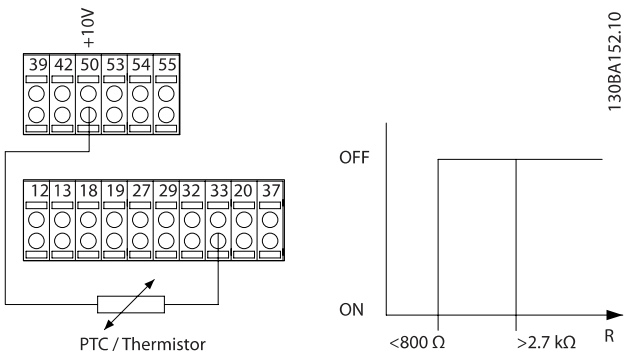 +10V
39 42 50 53 54 55
12 13 18 19 27 29 32 33 20 37
PTC / Thermistor
130BA152.10
OFF
ON
<800 Ω >2.7 kΩ R